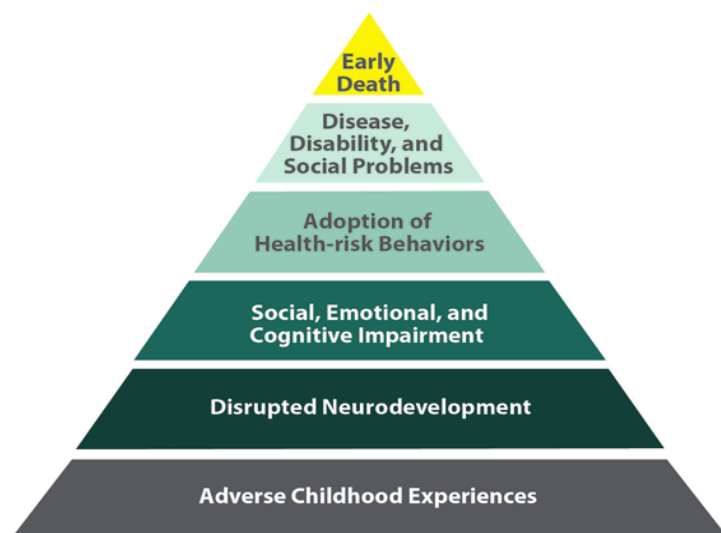 Early
Death
Disease,
Disability, and
Social Problems
Adoption of
Health-risk Behaviors
Social, Emotional, and
Cognitive Impairment
Disrupted Neurodevelopment
Adverse Childhood Experiences